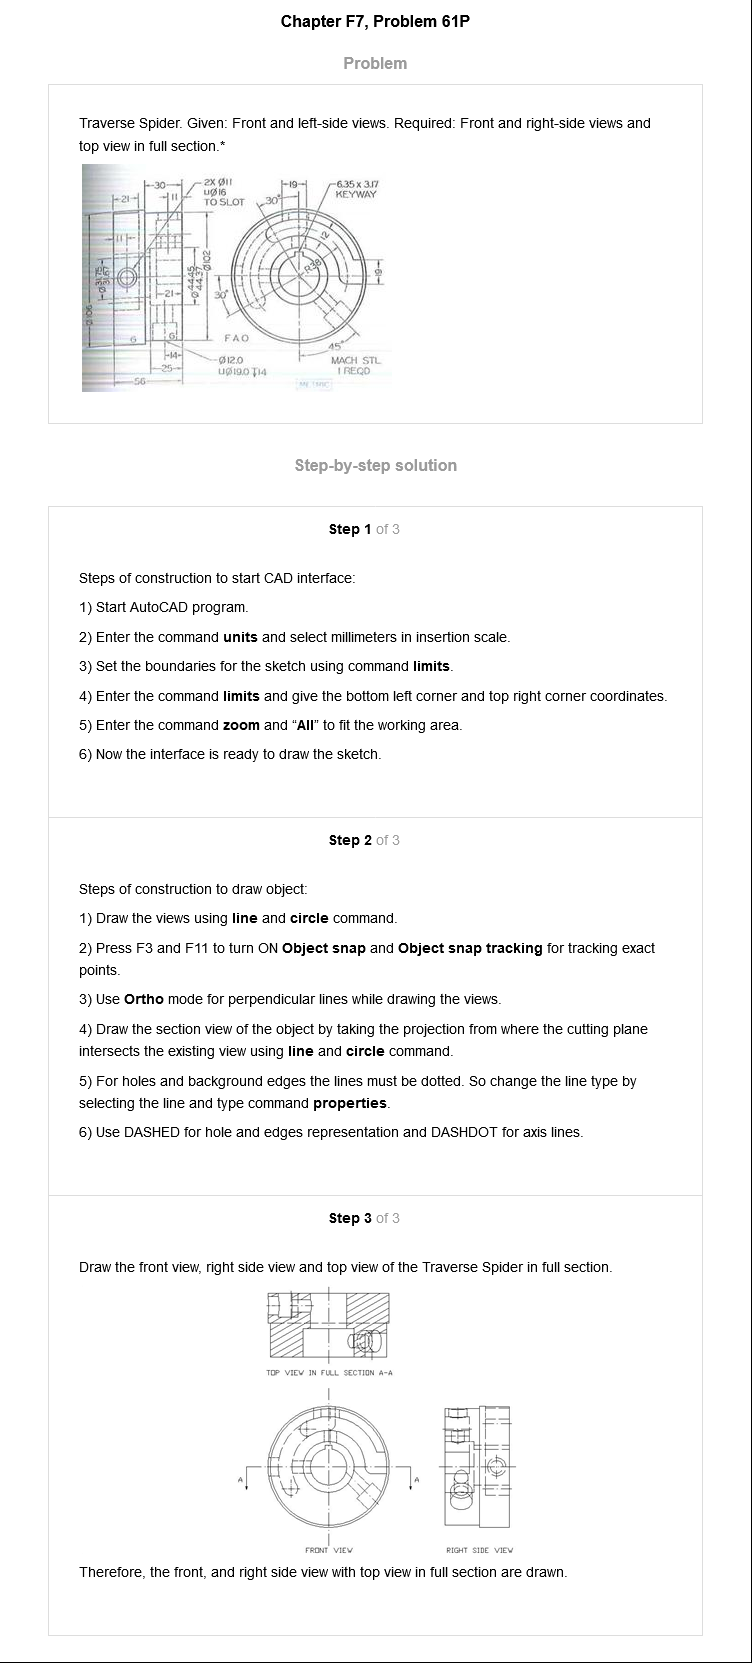 Chapter F7, Problem 61P
Problem
Traverse Spider. Given: Front and left-side views. Required: Front and right-side views and
top view in full section.*
30
2X Ø11
⊔Ø16
TO SLOT
19
6.35 x 3.17
KEYWAY
21
11
30°
11
12
Ø102
R38
19
Ø 31.75
31.67
Ø 44.45
44.37
21
30°
Ø106
G
G
FAO
45°
14
Ø12.0
⊔Ø19.0 ↧14
MACH STL
1 REQD
25
56
METRIC
Step-by-step solution
Step 1 of 3
Steps of construction to start CAD interface:
1) Start AutoCAD program.
2) Enter the command units and select millimeters in insertion scale.
3) Set the boundaries for the sketch using command limits.
4) Enter the command limits and give the bottom left corner and top right corner coordinates.
5) Enter the command zoom and “All” to fit the working area.
6) Now the interface is ready to draw the sketch.
Step 2 of 3
Steps of construction to draw object:
1) Draw the views using line and circle command.
2) Press F3 and F11 to turn ON Object snap and Object snap tracking for tracking exact
points.
3) Use Ortho mode for perpendicular lines while drawing the views.
4) Draw the section view of the object by taking the projection from where the cutting plane
intersects the existing view using line and circle command.
5) For holes and background edges the lines must be dotted. So change the line type by
selecting the line and type command properties.
6) Use DASHED for hole and edges representation and DASHDOT for axis lines.
Step 3 of 3
Draw the front view, right side view and top view of the Traverse Spider in full section.
TOP VIEW IN FULL SECTION A-A
A
A
FRONT VIEW
RIGHT SIDE VIEW
Therefore, the front, and right side view with top view in full section are drawn.